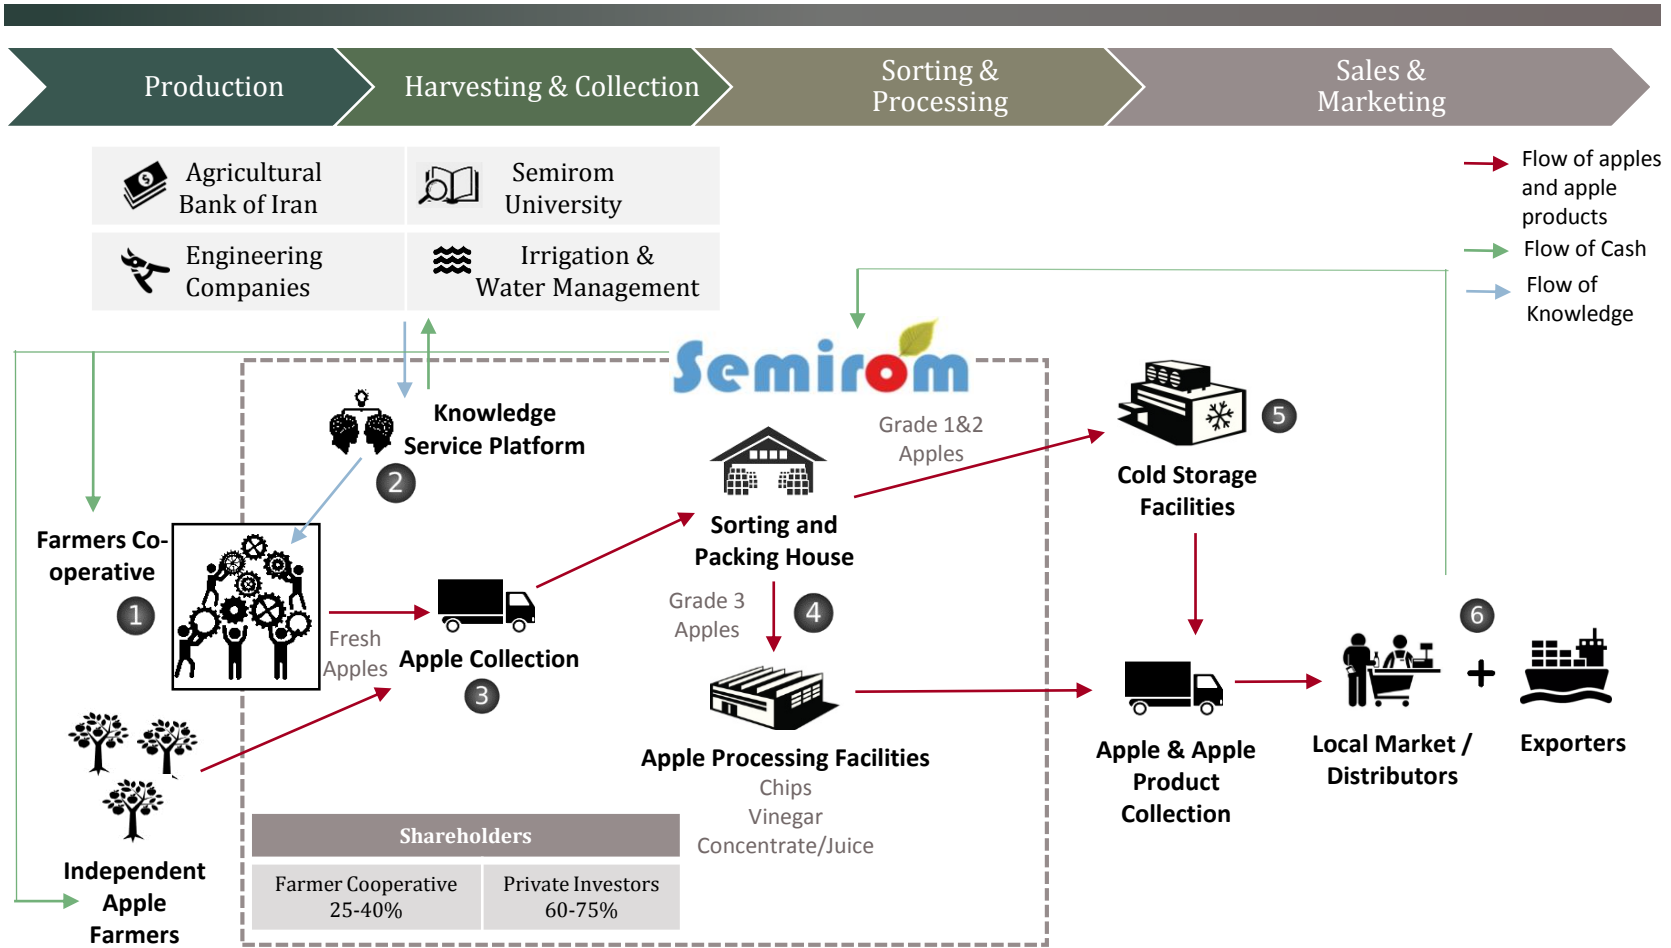 Production
Harvesting & Collection
Sorting &
Processing
Sales &
Marketing
Agricultural
Bank of Iran
Semirom
University
Engineering
Companies
Irrigation &
Water Management
Flow of apples
and apple
products
Flow of Cash
Flow of
Knowledge
Semirom
Knowledge
Service Platform
2
Grade 1&2
Apples
5
Cold Storage
Facilities
Farmers Co-
operative
1
Sorting and
Packing House
Fresh
Apples
Apple Collection
3
Grade 3
Apples
4
6
Apple Processing Facilities
Chips
Vinegar
Concentrate/Juice
Apple & Apple
Product
Collection
Local Market /
Distributors
+
Exporters
Independent
Apple
Farmers
Shareholders
Farmer Cooperative
25-40%
Private Investors
60-75%